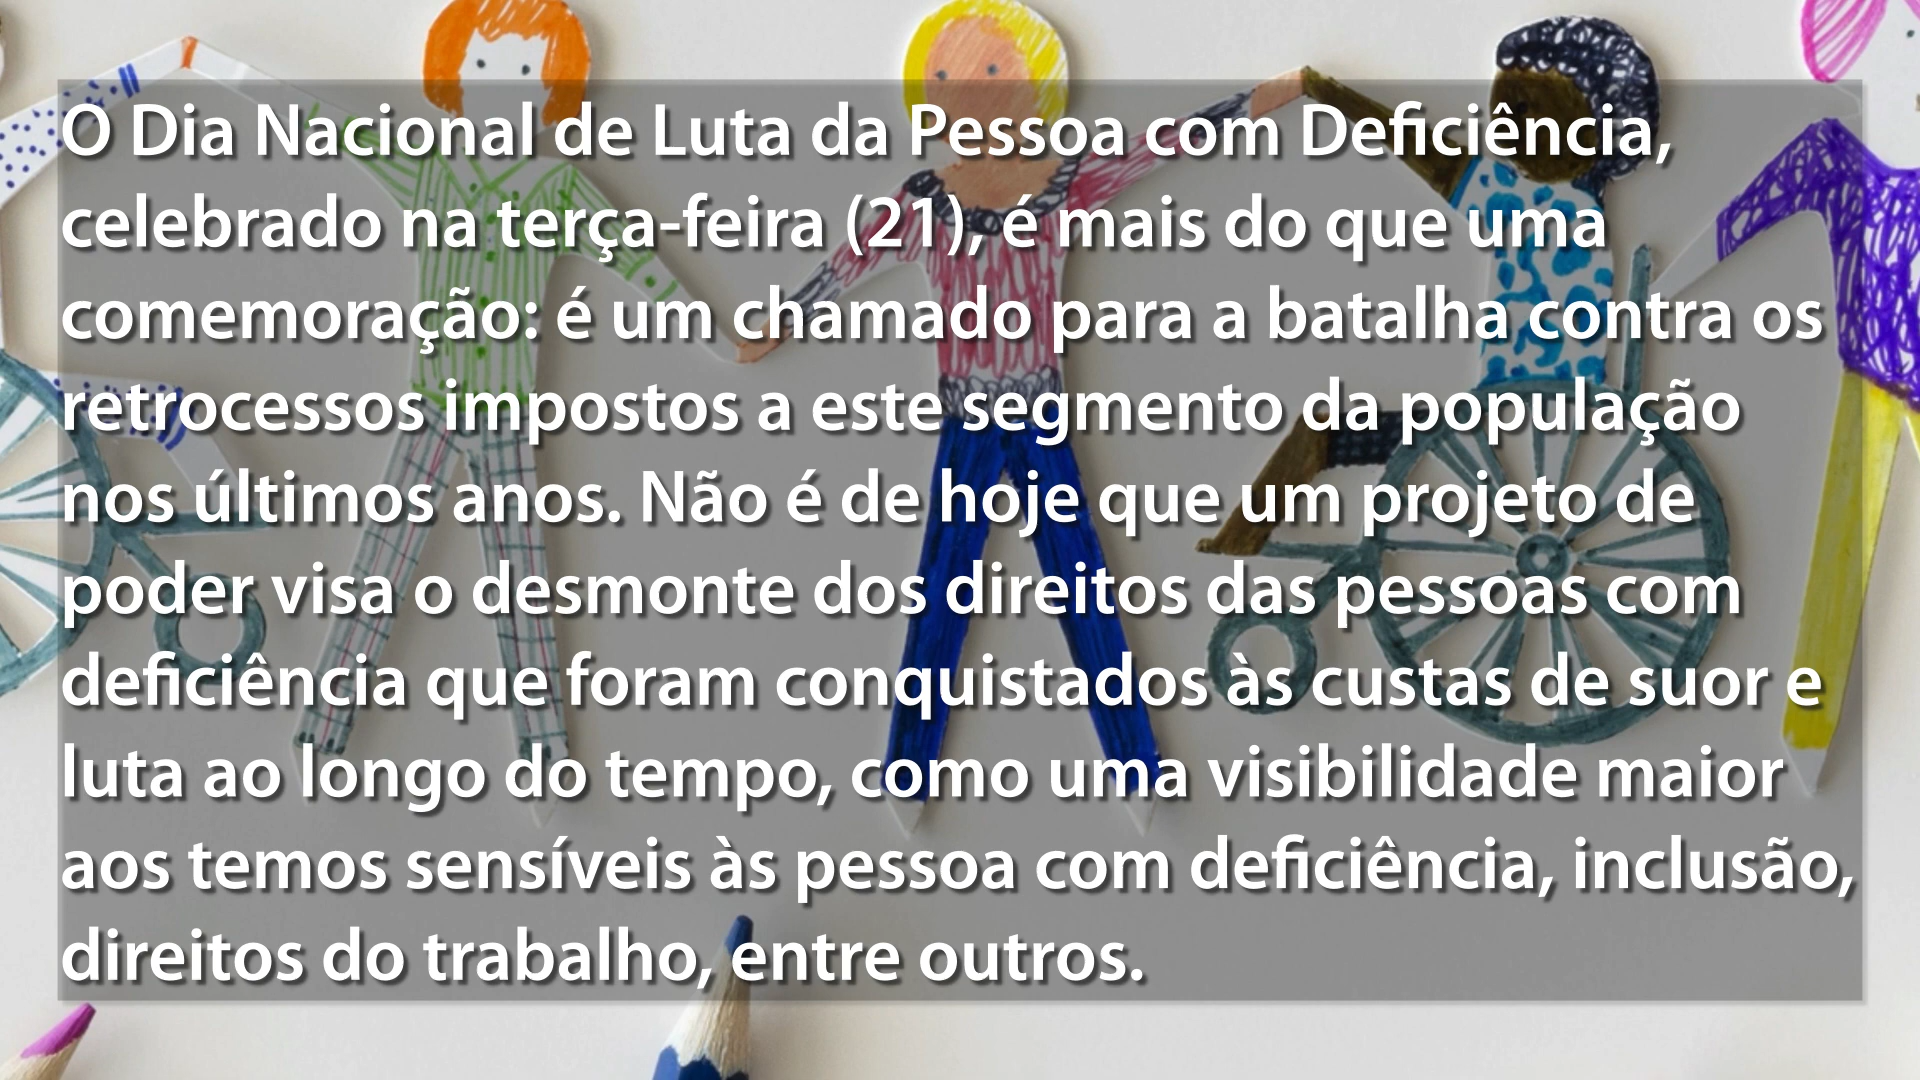 O Dia Nacional de Luta da Pessoa com Deficiência,
celebrado na terça-feira (21), é mais do que uma
comemoração: é um chamado para a batalha contra os
retrocessos impostos a este segmento da população
nos últimos anos. Não é de hoje que um projeto de
poder visa o desmonte dos direitos das pessoas com
deficiência que foram conquistados às custas de suor e
luta ao longo do tempo, como uma visibilidade maior
aos temos sensíveis às pessoa com deficiência, inclusão,
direitos do trabalho, entre outros.